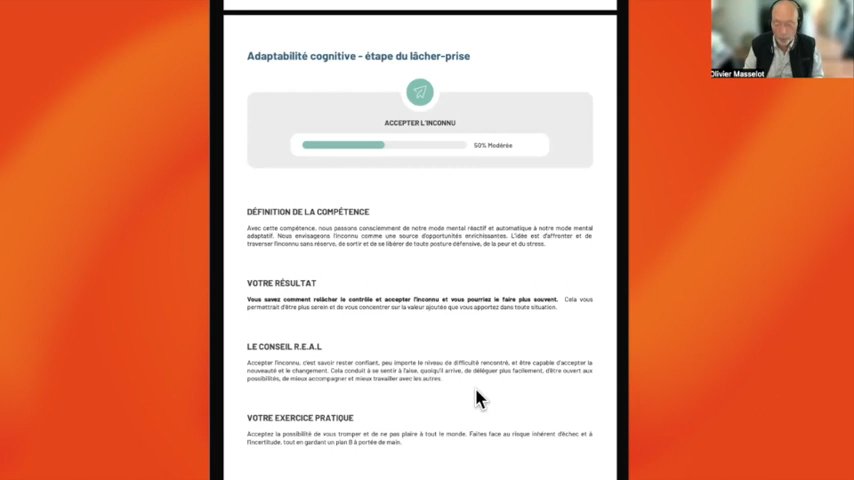 Adaptabilité cognitive - étape du lâcher-prise
ACCEPTER L'INCONNU
50% Modérée
DÉFINITION DE LA COMPÉTENCE
Avec cette compétence, nous passons consciemment de notre mode mental réactif et automatique à notre mode mental
adaptatif. Nous envisageons l'inconnu comme une source d'opportunités enrichissantes. L'idée est d'affronter et de
traverser l'inconnu sans réserve, de sortir et de se libérer de toute posture défensive, de la peur et du stress.
VOTRE RÉSULTAT
Vous savez comment relâcher le contrôle et accepter l'inconnu et vous pourriez le faire plus souvent. Cela vous
permettrait d'être plus serein et de vous concentrer sur la valeur ajoutée que vous apportez dans toute situation.
LE CONSEIL R.E.A.L
Accepter l'inconnu, c'est savoir rester confiant, peu importe le niveau de difficulté rencontré, et être capable d'accepter la
nouveauté et le changement. Cela conduit à se sentir à l'aise, quoiqu'il arrive, de déléguer plus facilement, d'être ouvert aux
possibilités, de mieux accompagner et mieux travailler avec les autres.
VOTRE EXERCICE PRATIQUE
Acceptez la possibilité de vous tromper et de ne pas plaire à tout le monde. Faites face au risque inhérent d'échec et à
l'incertitude, tout en gardant un plan B à portée de main.
Olivier Masselot